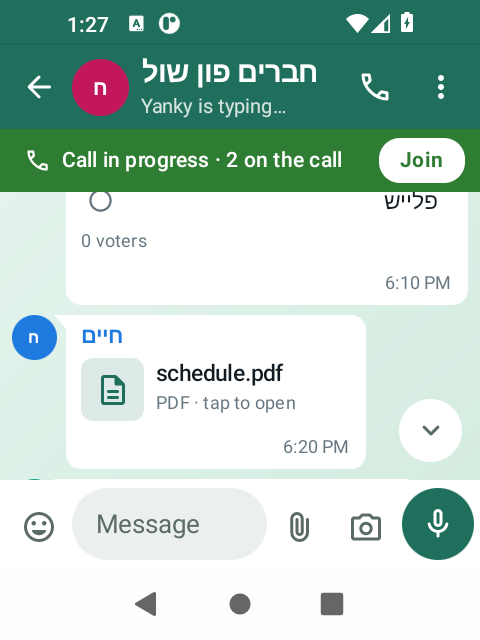 1:27
חברים פון שול
Yanky is typing…
Call in progress · 2 on the call
Join
פלייש
0 voters
6:10 PM
ח
חיים
schedule.pdf
PDF · tap to open
6:20 PM
Message